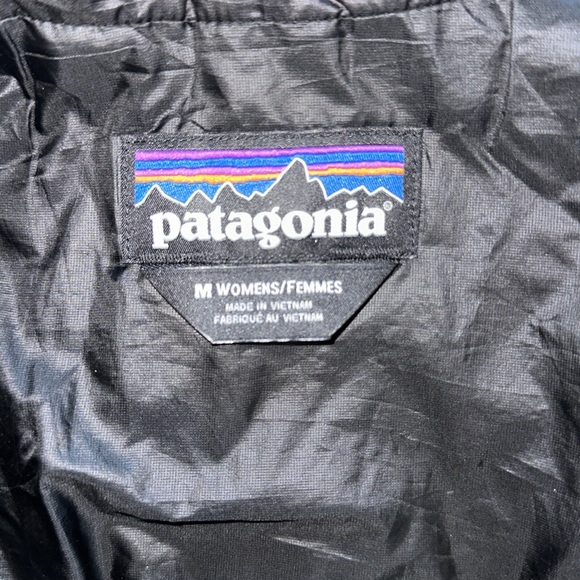 patagonia®
M WOMENS/FEMMES
MADE IN VIETNAM
FABRIQUÉ AU VIETNAM